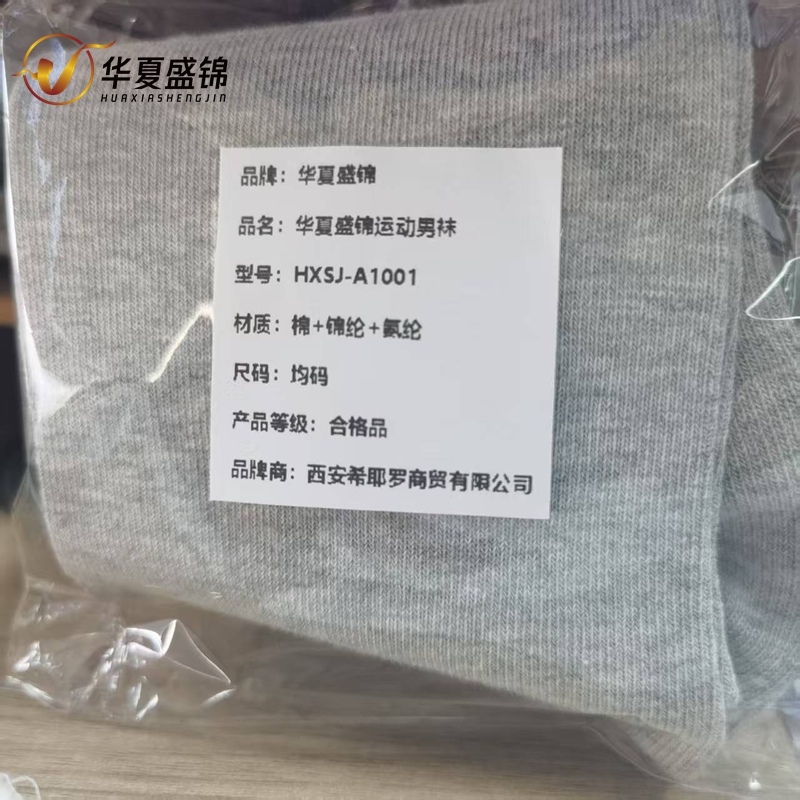 华夏盛锦
HUAXIASHENGJIN
品牌：华夏盛锦
品名：华夏盛锦运动男袜
型号：HXSJ-A1001
材质：棉+锦纶+氨纶
尺码：均码
产品等级：合格品
品牌商：西安希耶罗商贸有限公司